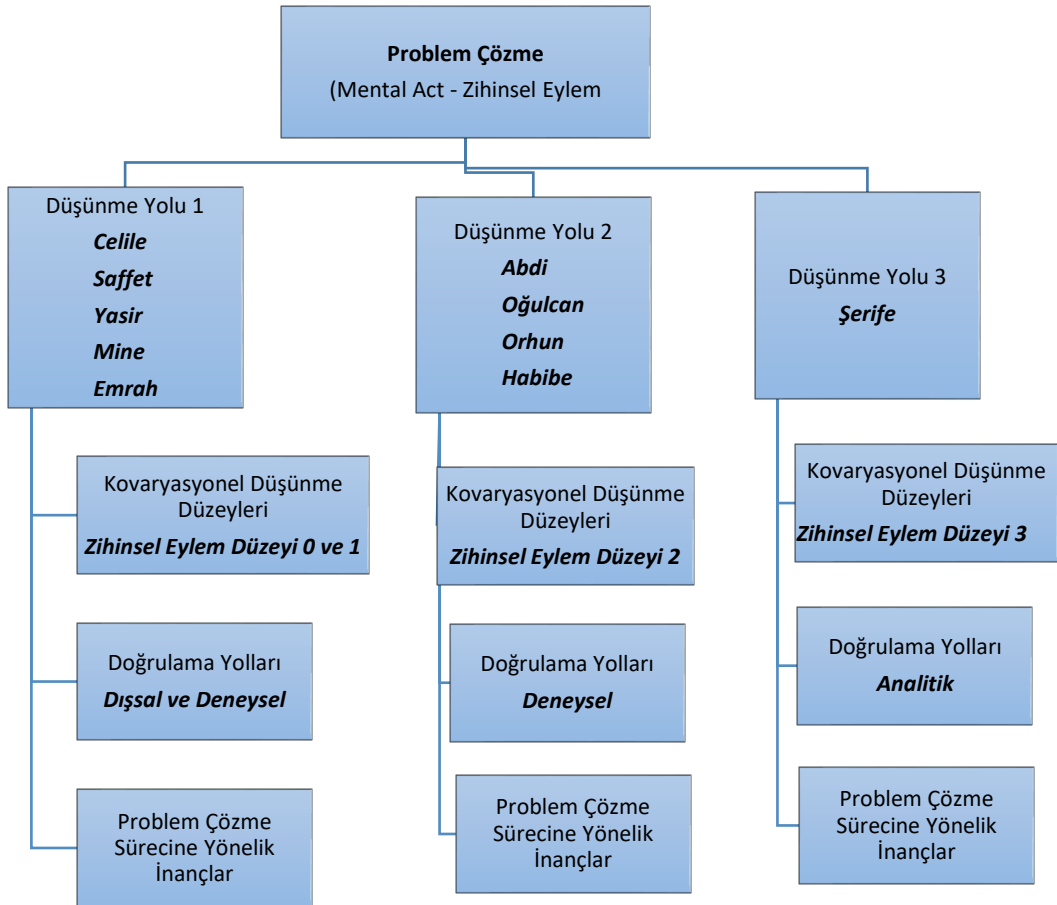 Problem Çözme
(Mental Act - Zihinsel Eylem
Düşünme Yolu 1
Celile
Saffet
Yasir
Mine
Emrah
Kovaryasyonel Düşünme
Düzeyleri
Zihinsel Eylem Düzeyi 0 ve 1
Doğrulama Yolları
Dışsal ve Deneysel
Problem Çözme
Sürecine Yönelik
İnançlar
Düşünme Yolu 2
Abdi
Oğulcan
Orhun
Habibe
Kovaryasyonel Düşünme
Düzeyleri
Zihinsel Eylem Düzeyi 2
Doğrulama Yolları
Deneysel
Problem Çözme
Sürecine Yönelik
İnançlar
Düşünme Yolu 3
Şerife
Kovaryasyonel Düşünme
Düzeyleri
Zihinsel Eylem Düzeyi 3
Doğrulama Yolları
Analitik
Problem Çözme
Sürecine Yönelik
İnançlar